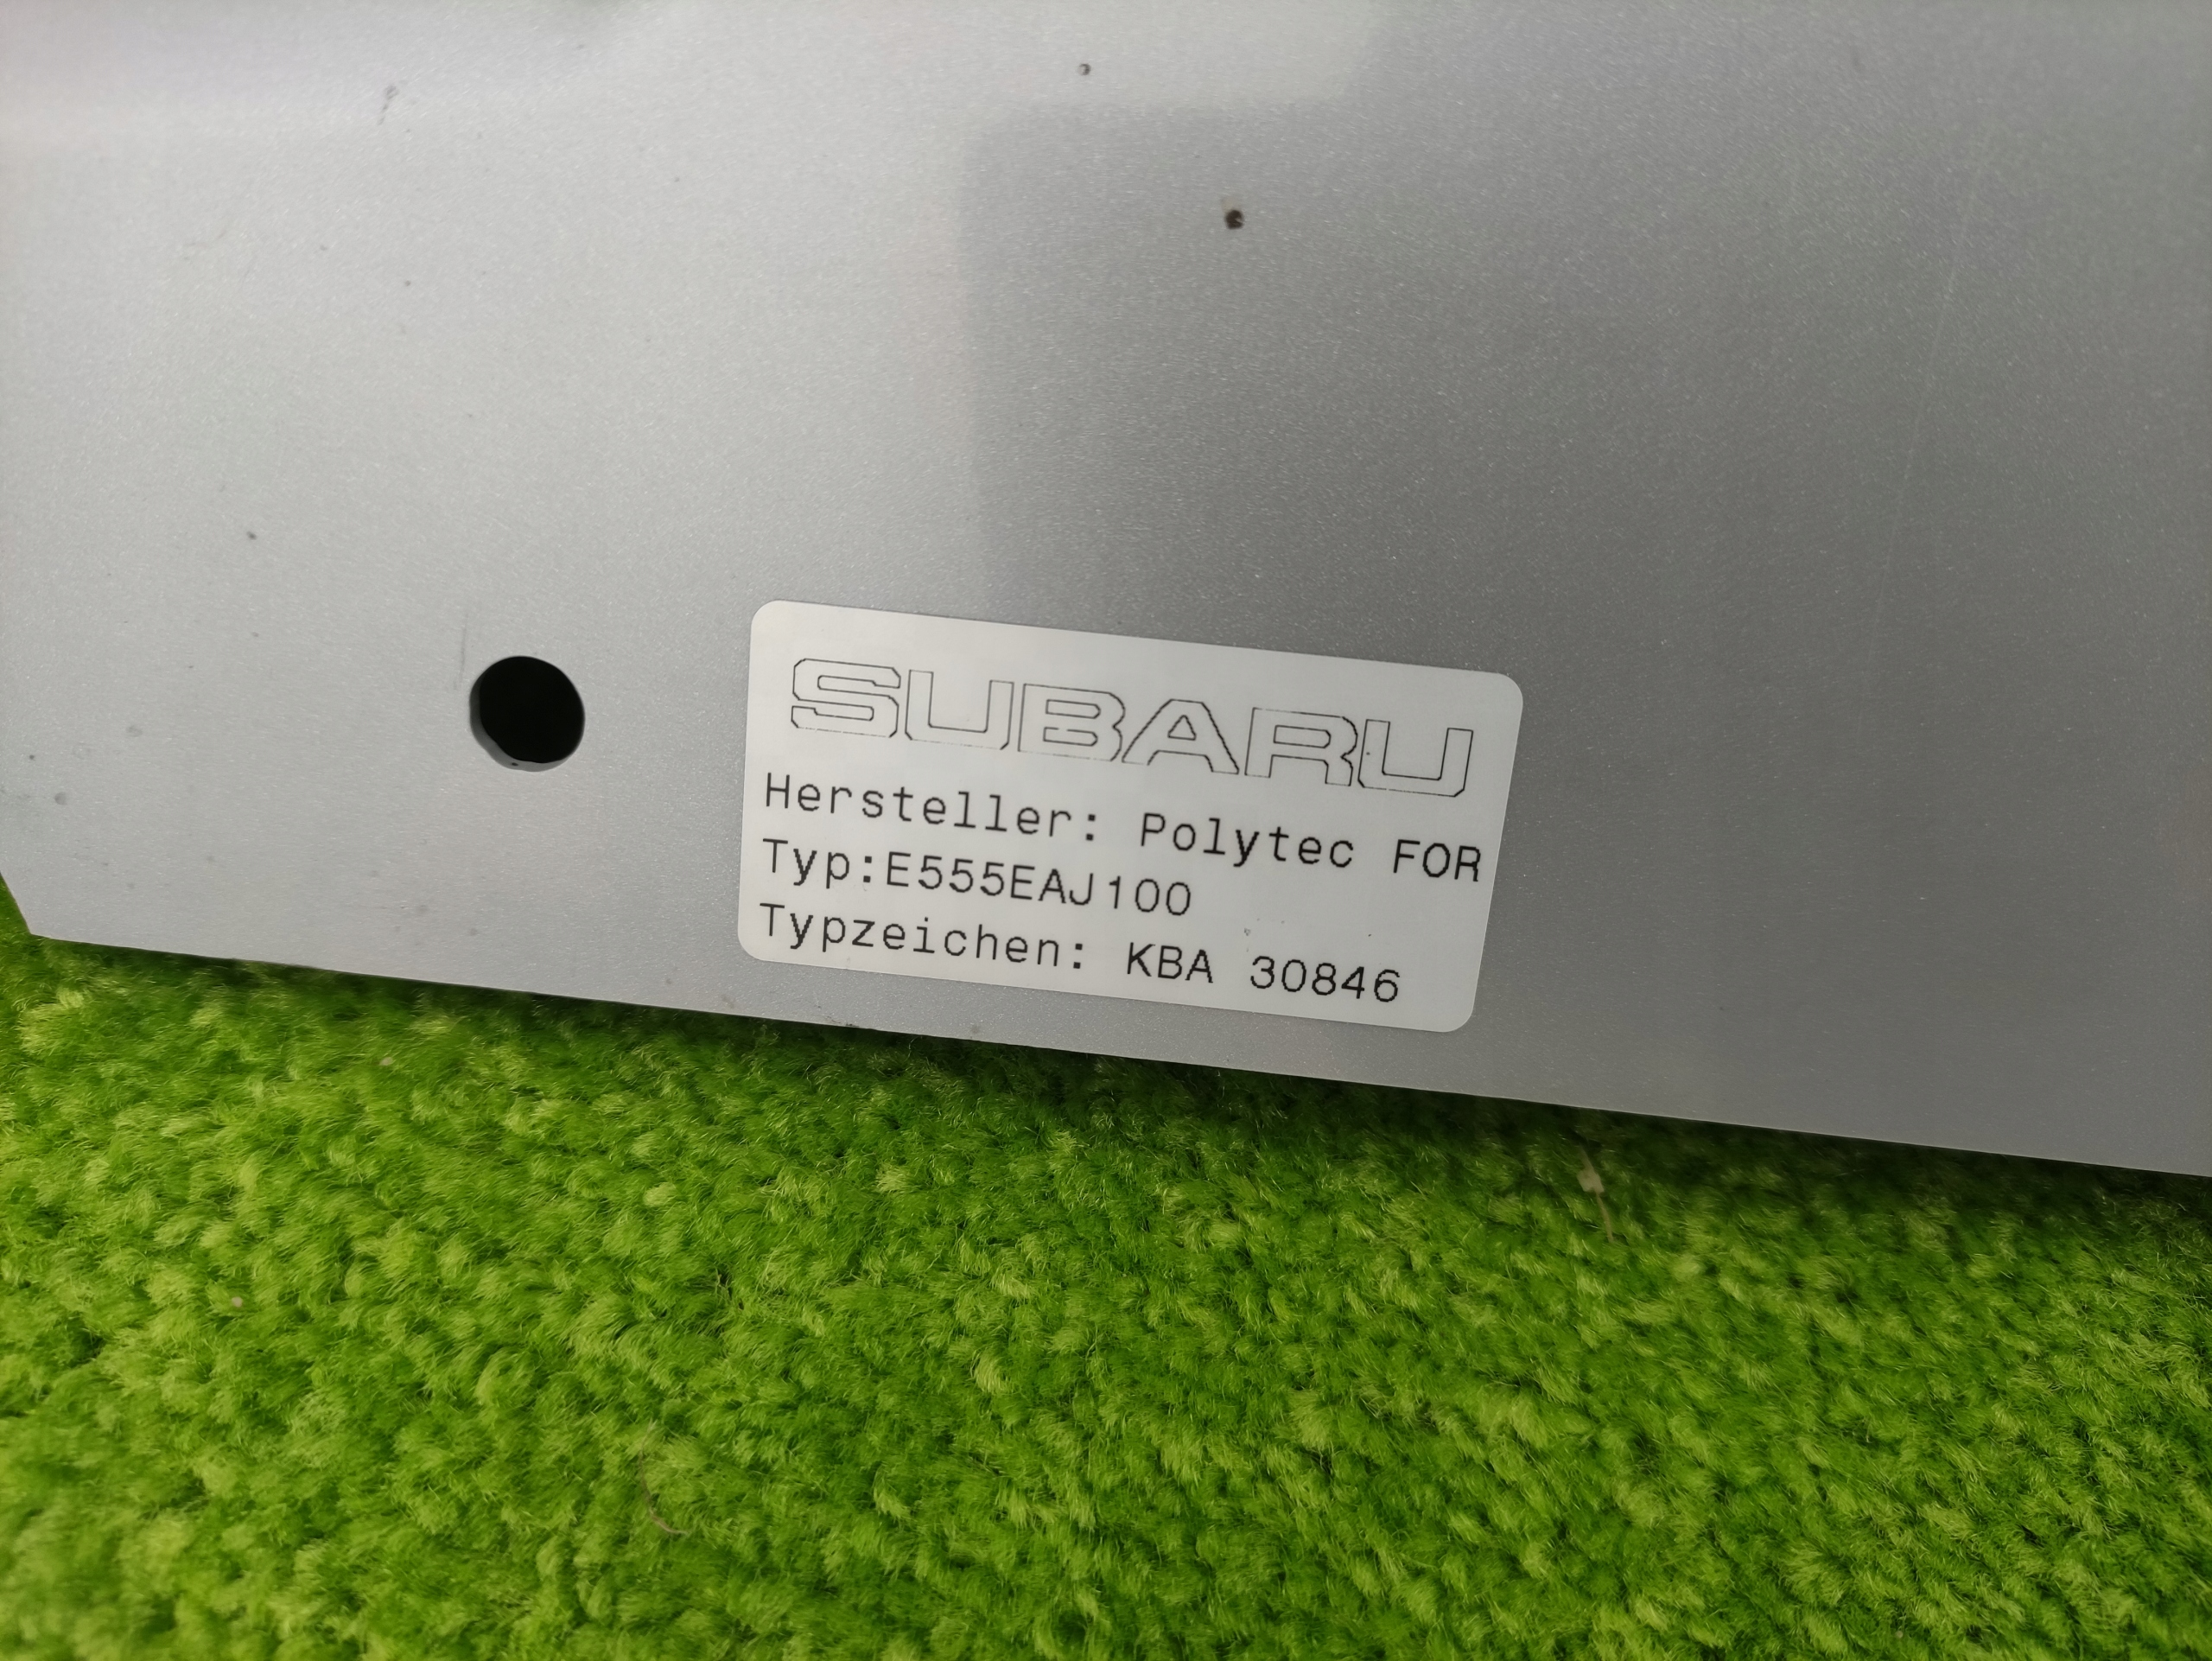 SUBARU
Hersteller: Polytec FOR
Typ:E555EAJ100
Typzeichen: KBA 30846